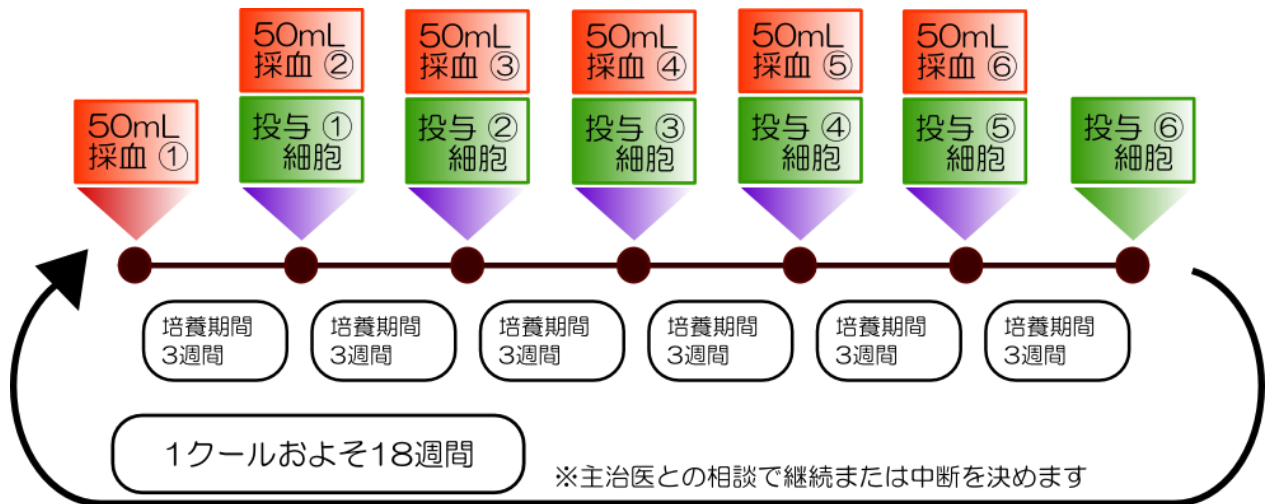 50mL
採血 ①
50mL
採血 ②
投与 ①
細胞
50mL
採血 ③
投与 ②
細胞
50mL
採血 ④
投与 ③
細胞
50mL
採血 ⑤
投与 ④
細胞
50mL
採血 ⑥
投与 ⑤
細胞
投与 ⑥
細胞
培養期間
3週間
培養期間
3週間
培養期間
3週間
培養期間
3週間
培養期間
3週間
培養期間
3週間
1クールおよそ18週間
※主治医との相談で継続または中断を決めます